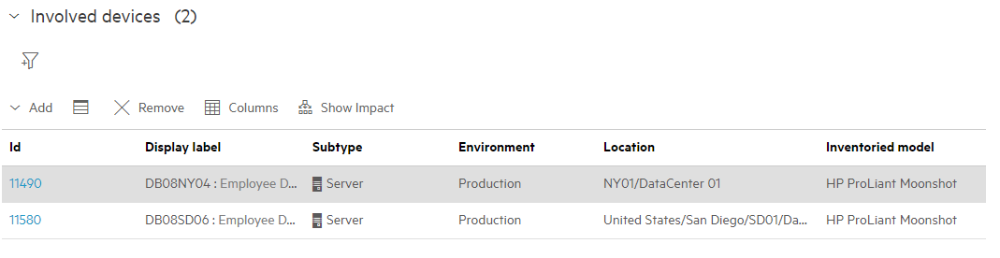 Involved devices (2)
Add Remove Columns Show Impact
Id Display label Subtype Environment Location Inventoried model
11490 DB08NY04 : Employee D... Server Production NY01/DataCenter 01 HP ProLiant Moonshot
11580 DB08SD06 : Employee D... Server Production United States/San Diego/SD01/Da... HP ProLiant Moonshot